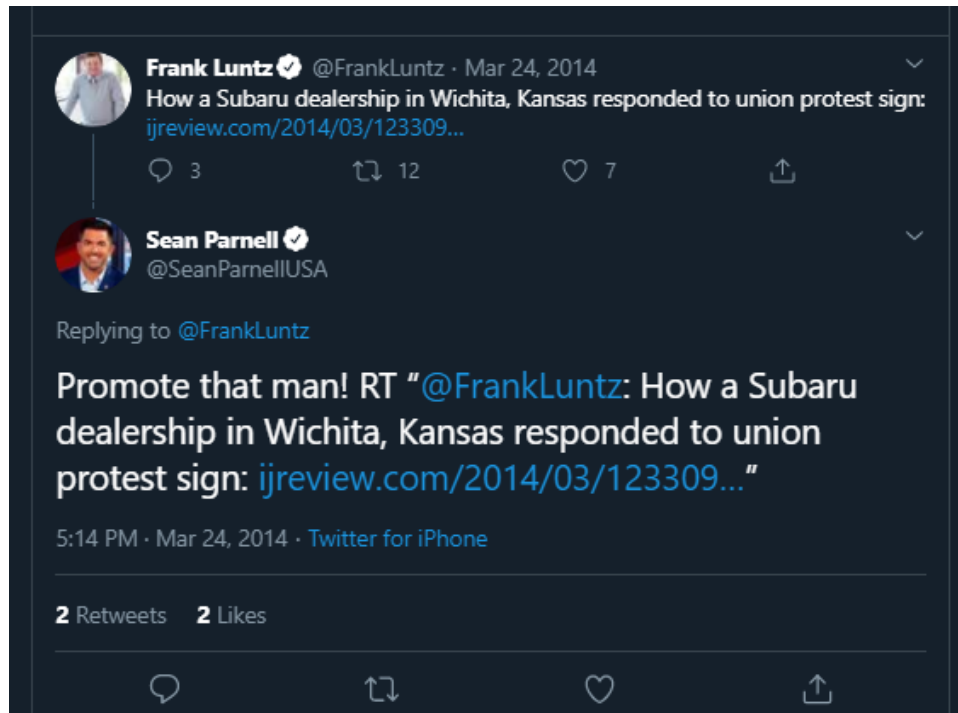 Frank Luntz @FrankLuntz · Mar 24, 2014
How a Subaru dealership in Wichita, Kansas responded to union protest sign:
ijreview.com/2014/03/123309...
3 12 7
Sean Parnell
@SeanParnellUSA
Replying to @FrankLuntz
Promote that man! RT "@FrankLuntz: How a Subaru
dealership in Wichita, Kansas responded to union
protest sign: ijreview.com/2014/03/123309..."
5:14 PM · Mar 24, 2014 · Twitter for iPhone
2 Retweets 2 Likes